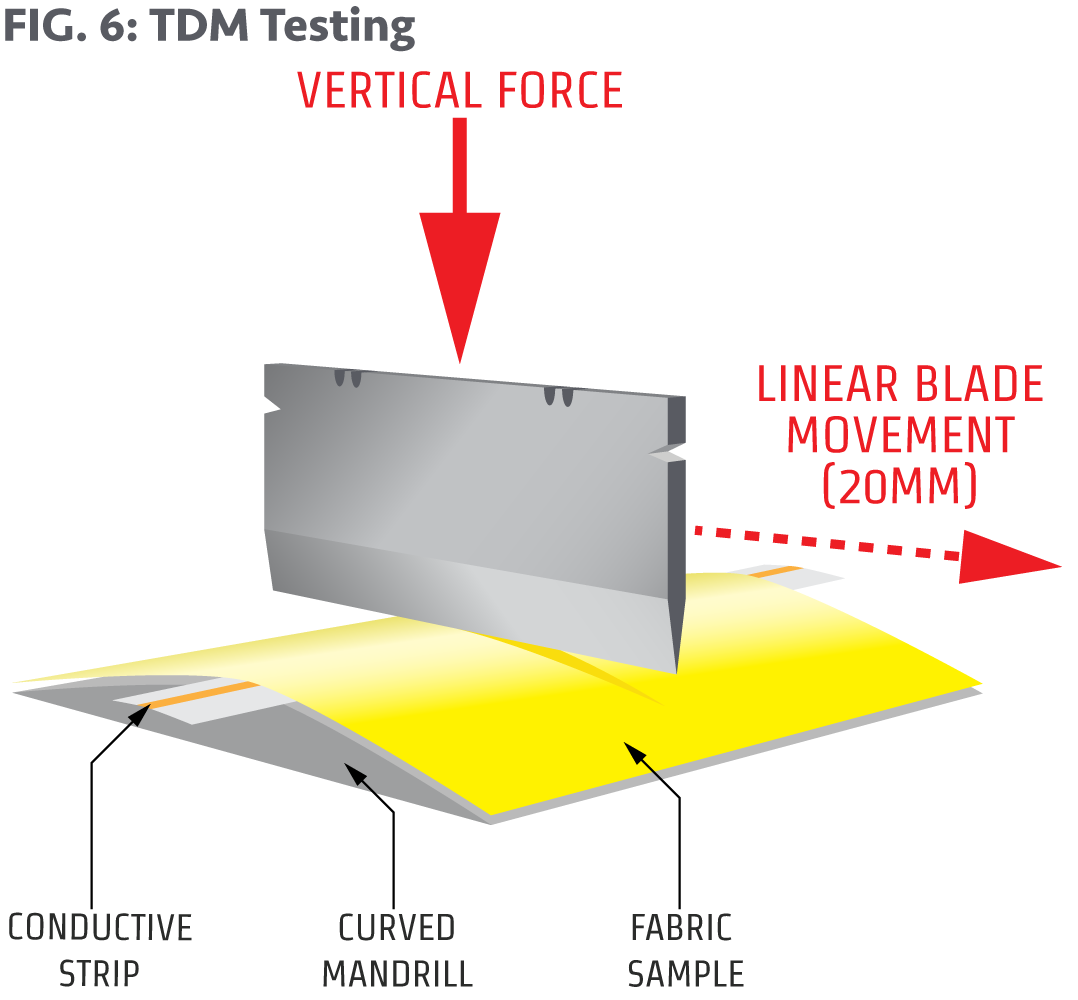 FIG. 6: TDM Testing
VERTICAL FORCE
LINEAR BLADE
MOVEMENT
(20MM)
CONDUCTIVE
STRIP
CURVED
MANDRILL
FABRIC
SAMPLE